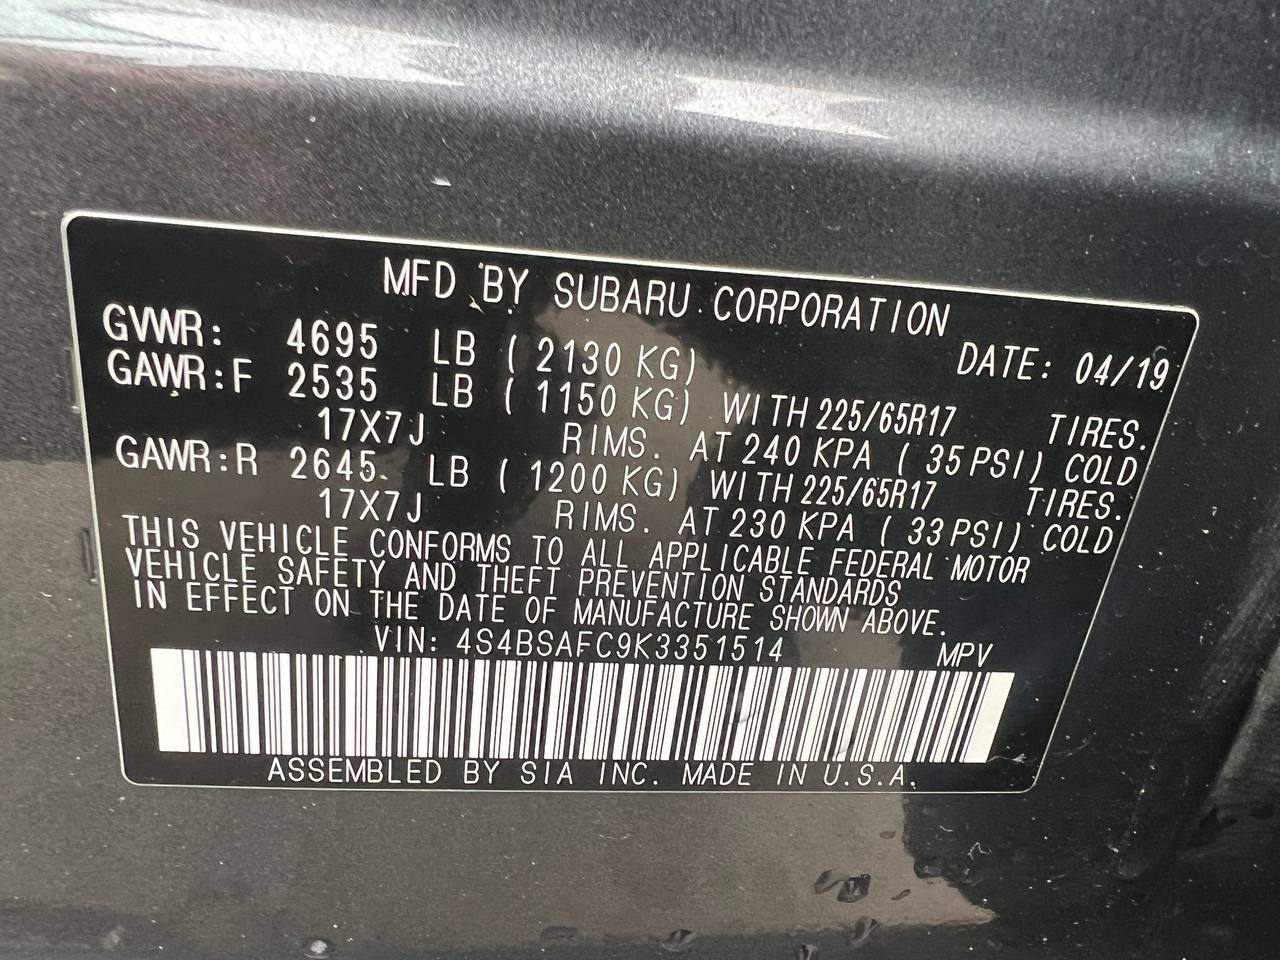 MFD BY SUBARU CORPORATION
GVWR: 4695 LB ( 2130 KG) DATE: 04/19
GAWR:F 2535 LB ( 1150 KG) WITH 225/65R17 TIRES.
17X7J RIMS. AT 240 KPA ( 35 PSI) COLD
GAWR:R 2645 LB ( 1200 KG) WITH 225/65R17 TIRES.
17X7J RIMS. AT 230 KPA ( 33 PSI) COLD
THIS VEHICLE CONFORMS TO ALL APPLICABLE FEDERAL MOTOR
VEHICLE SAFETY AND THEFT PREVENTION STANDARDS
IN EFFECT ON THE DATE OF MANUFACTURE SHOWN ABOVE.
VIN: 4S4BSAFC9K3351514 MPV
ASSEMBLED BY SIA INC. MADE IN U.S.A.